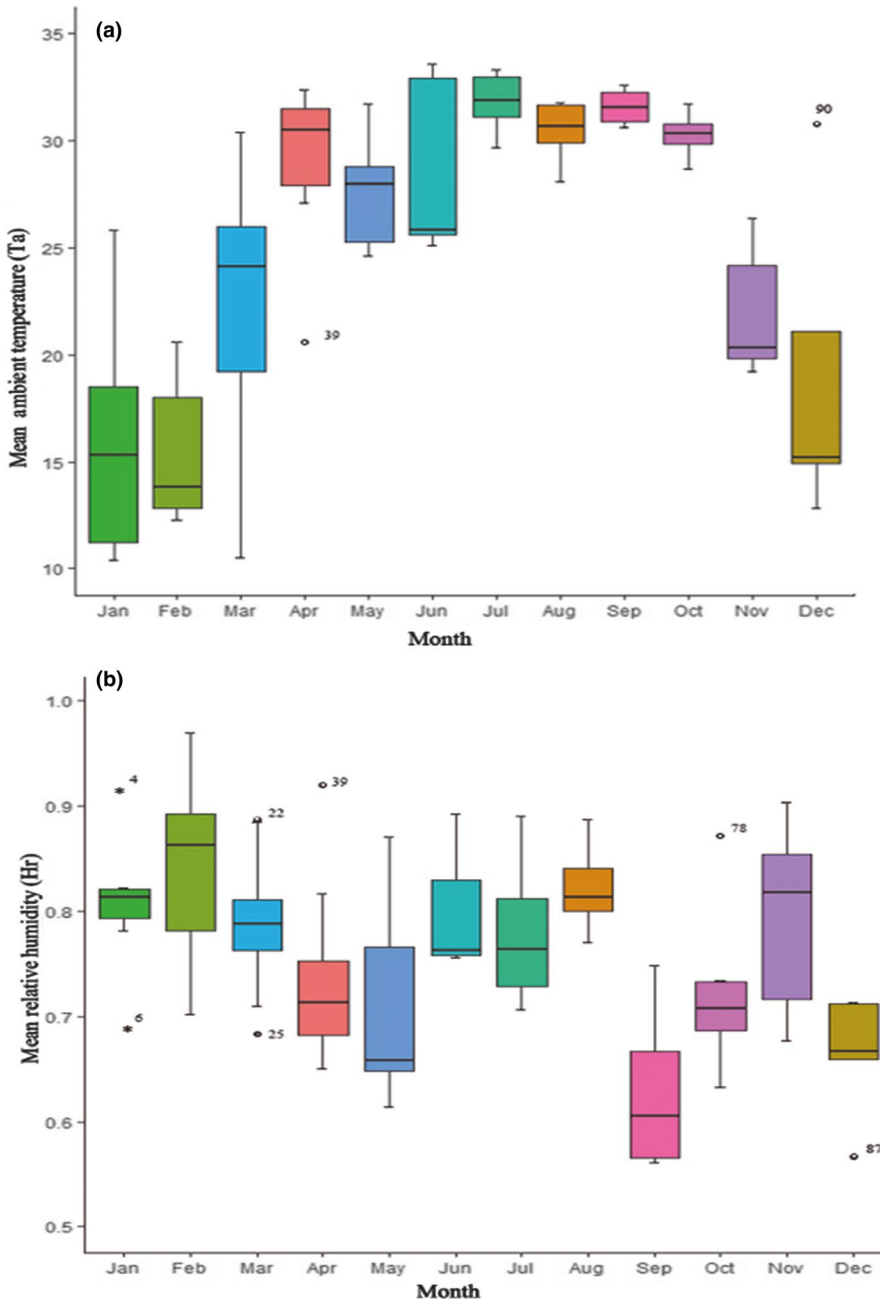 (a)
Mean ambient temperature (Ta)
35
30
25
20
15
10
90
39
Jan Feb Mar Apr May Jun Jul Aug Sep Oct Nov Dec
Month
(b)
Mean relative humidity (Hr)
1.0
0.9
0.8
0.7
0.6
0.5
* 4
22
39
78
* 6
25
87
Jan Feb Mar Apr May Jun Jul Aug Sep Oct Nov Dec
Month